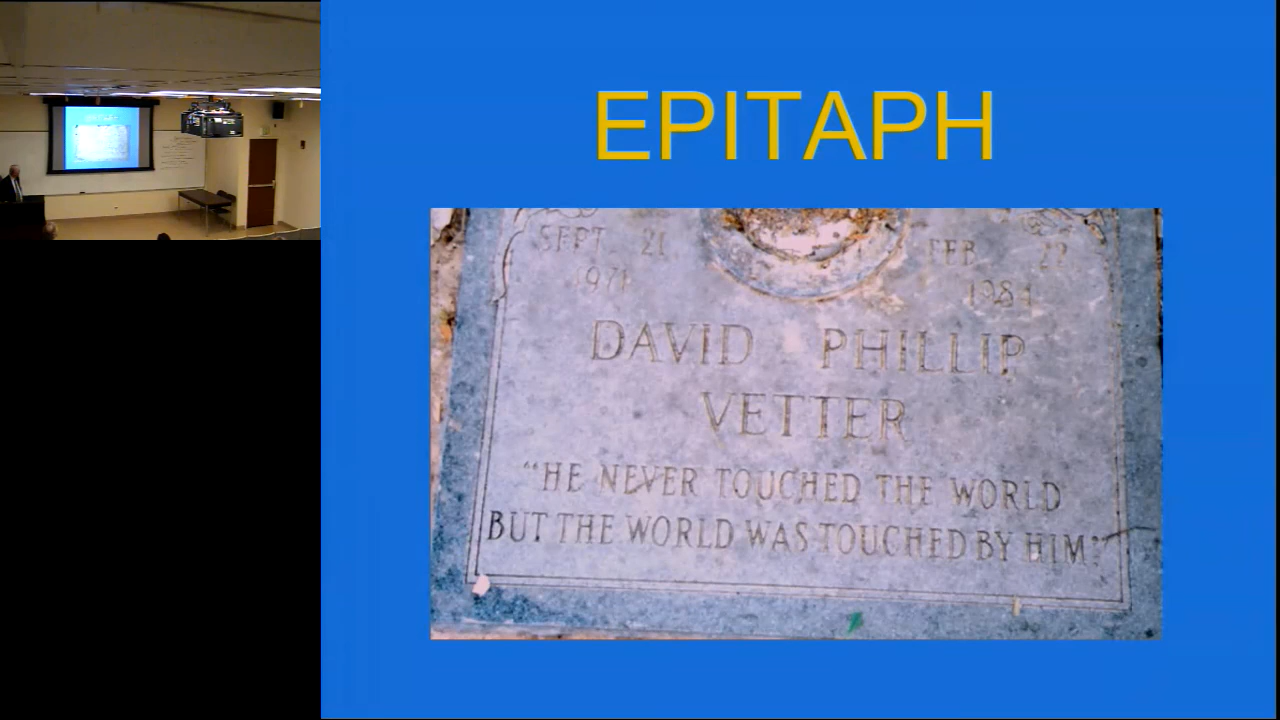 EPITAPH
SEPT. 21 FEB. 22
1971 1984
DAVID PHILLIP
VETTER
“HE NEVER TOUCHED THE WORLD
BUT THE WORLD WAS TOUCHED BY HIM.”